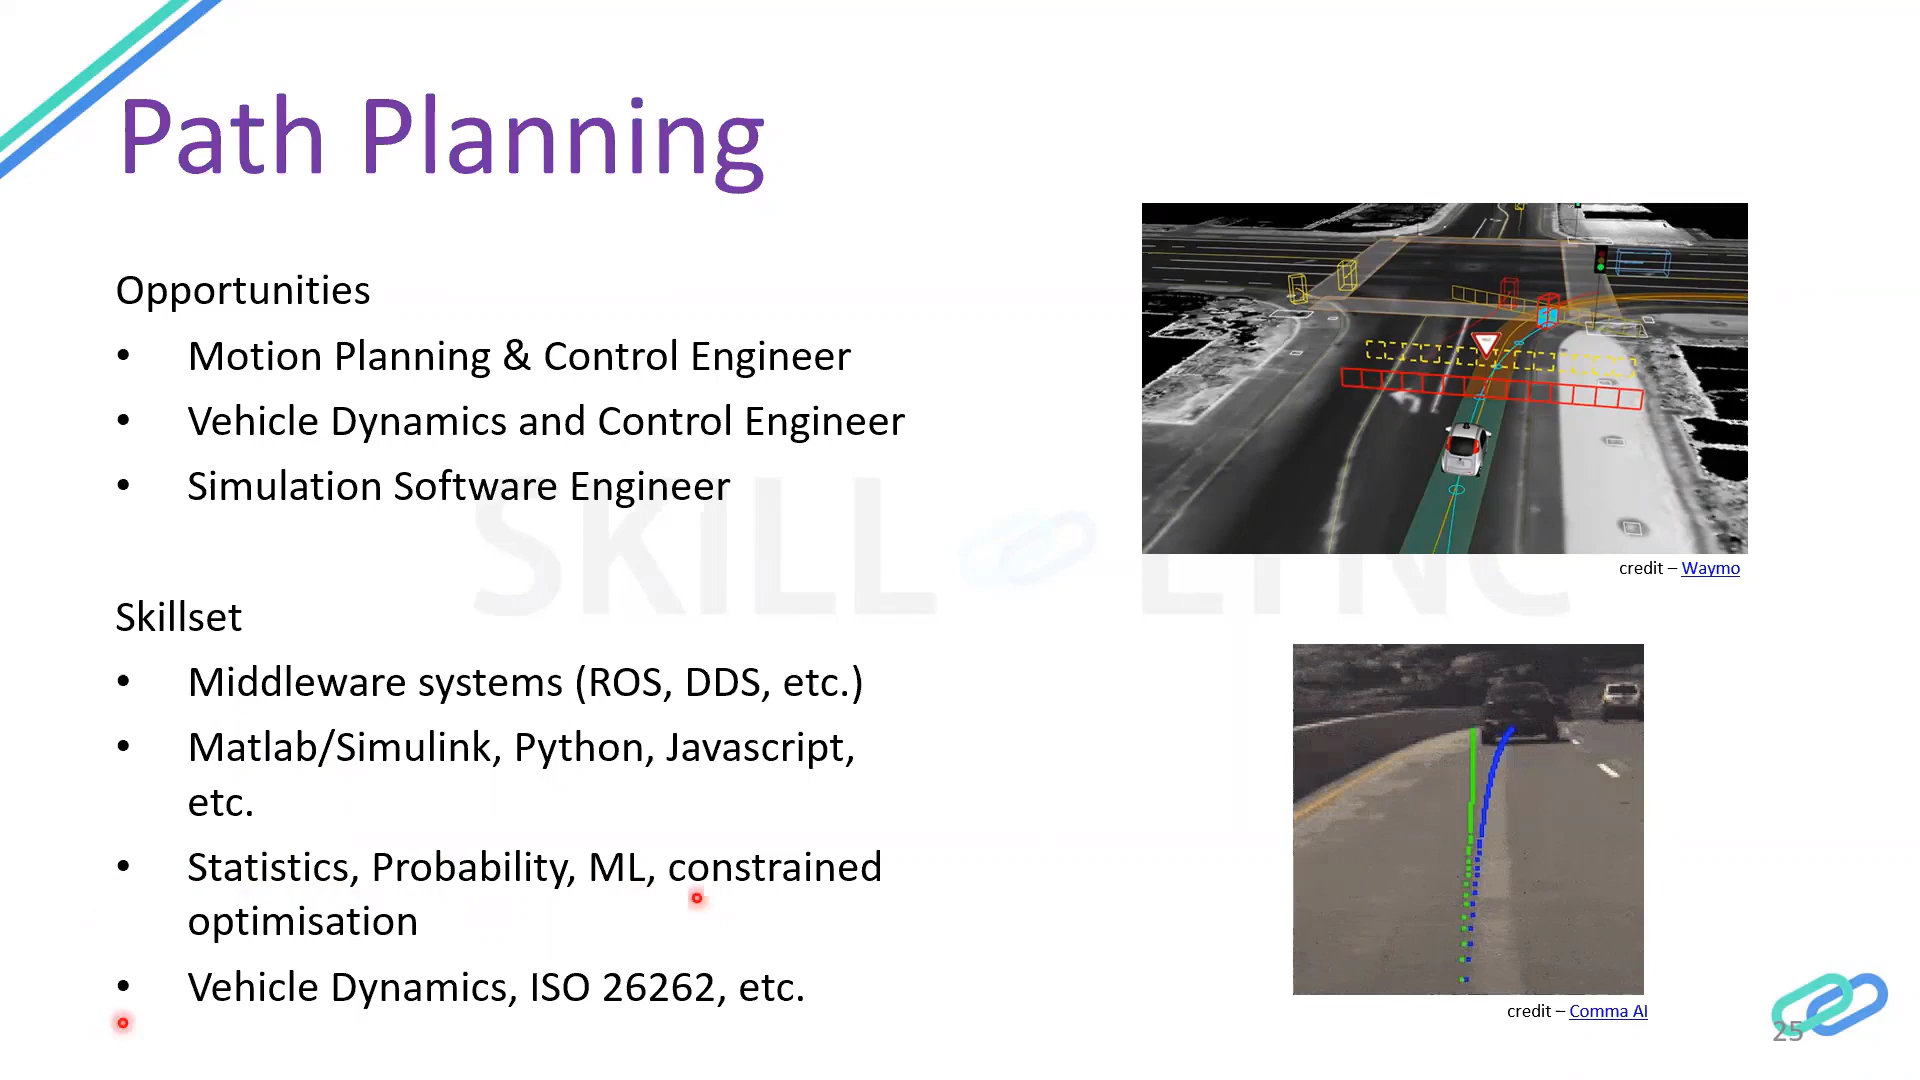 Path Planning
Opportunities
• Motion Planning & Control Engineer
• Vehicle Dynamics and Control Engineer
• Simulation Software Engineer
SKILL LYNC
credit – Waymo
Skillset
• Middleware systems (ROS, DDS, etc.)
• Matlab/Simulink, Python, Javascript,
etc.
• Statistics, Probability, ML, constrained
optimisation
• Vehicle Dynamics, ISO 26262, etc.
credit – Comma AI
25